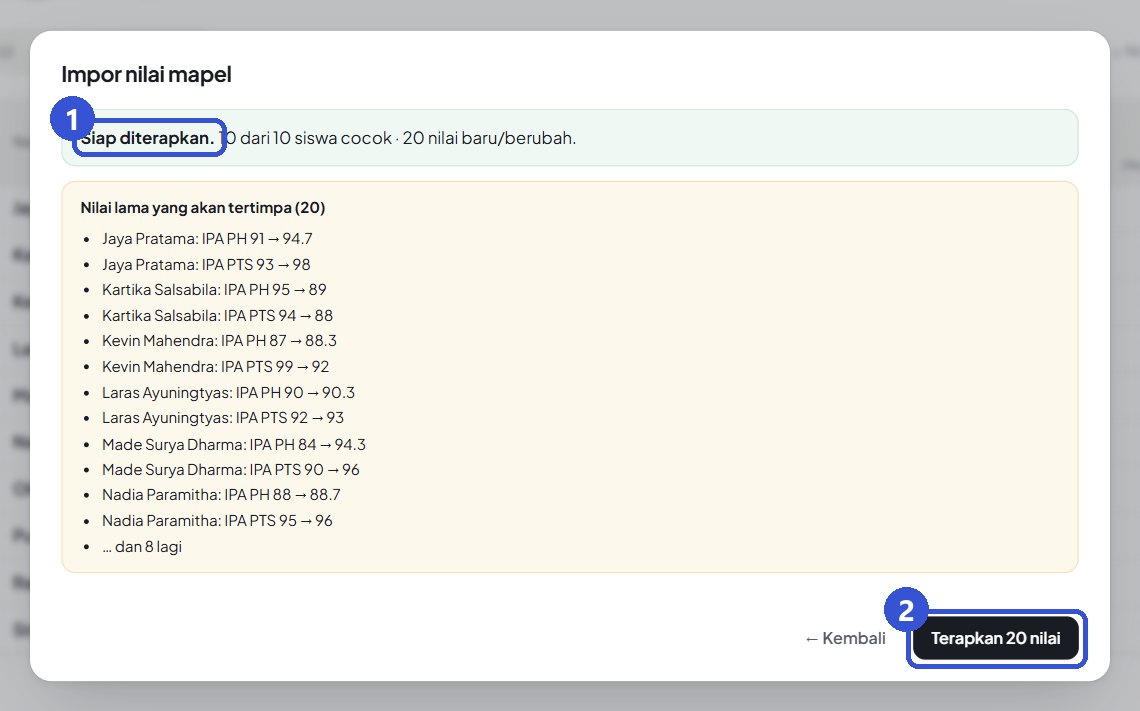 Impor nilai mapel
1
Siap diterapkan. 10 dari 10 siswa cocok · 20 nilai baru/berubah.
Nilai lama yang akan tertimpa (20)
• Jaya Pratama: IPA PH 91 → 94.7
• Jaya Pratama: IPA PTS 93 → 98
• Kartika Salsabila: IPA PH 95 → 89
• Kartika Salsabila: IPA PTS 94 → 88
• Kevin Mahendra: IPA PH 87 → 88.3
• Kevin Mahendra: IPA PTS 99 → 92
• Laras Ayuningtyas: IPA PH 90 → 90.3
• Laras Ayuningtyas: IPA PTS 92 → 93
• Made Surya Dharma: IPA PH 84 → 94.3
• Made Surya Dharma: IPA PTS 90 → 96
• Nadia Paramitha: IPA PH 88 → 88.7
• Nadia Paramitha: IPA PTS 95 → 96
• … dan 8 lagi
2
← Kembali
Terapkan 20 nilai